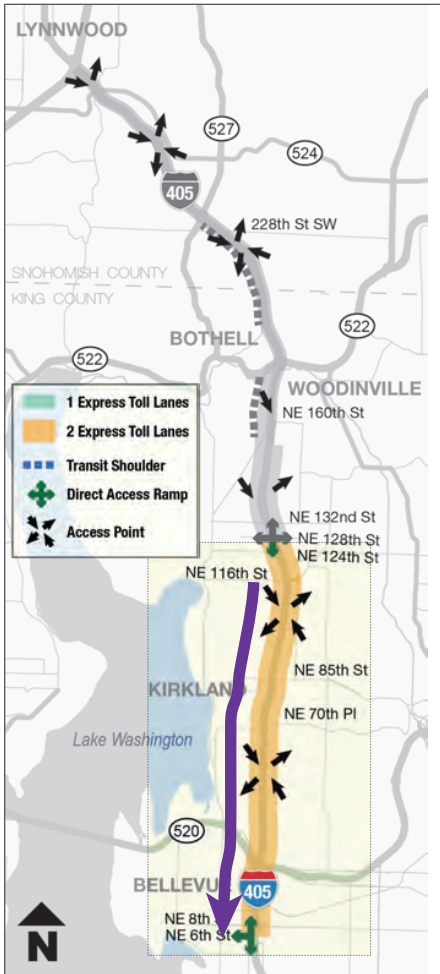 LYNNWOOD
527
524
405
228th St SW
SNOHOMISH COUNTY
KING COUNTY
522
BOTHELL
522
WOODINVILLE
1 Express Toll Lanes
2 Express Toll Lanes
Transit Shoulder
Direct Access Ramp
Access Point
NE 160th St
NE 132nd St
NE 128th St
NE 124th St
NE 116th St
NE 85th St
KIRKLAND
NE 70th Pl
Lake Washington
520
BELLEVUE
405
NE 8th
NE 6th St
N